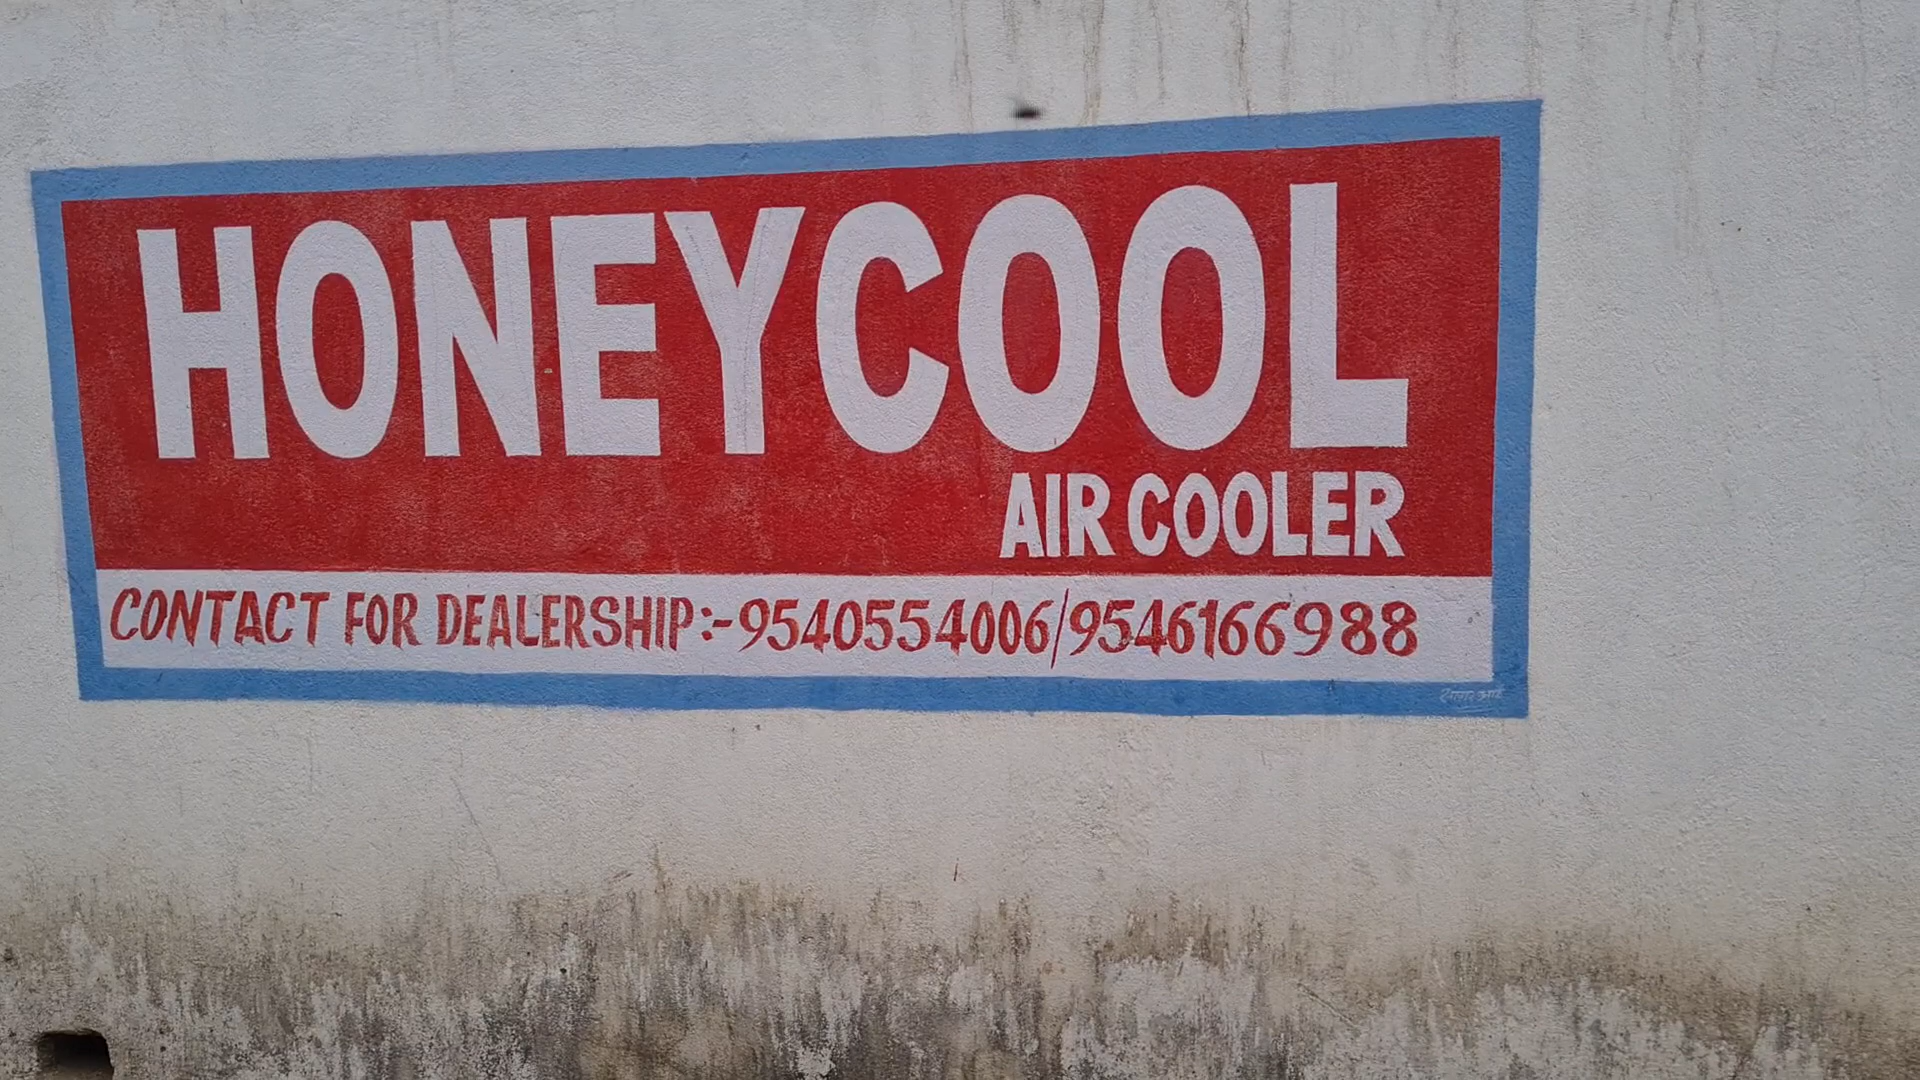 HONEYCOOL
AIR COOLER
CONTACT FOR DEALERSHIP:-9540554006/9546166988